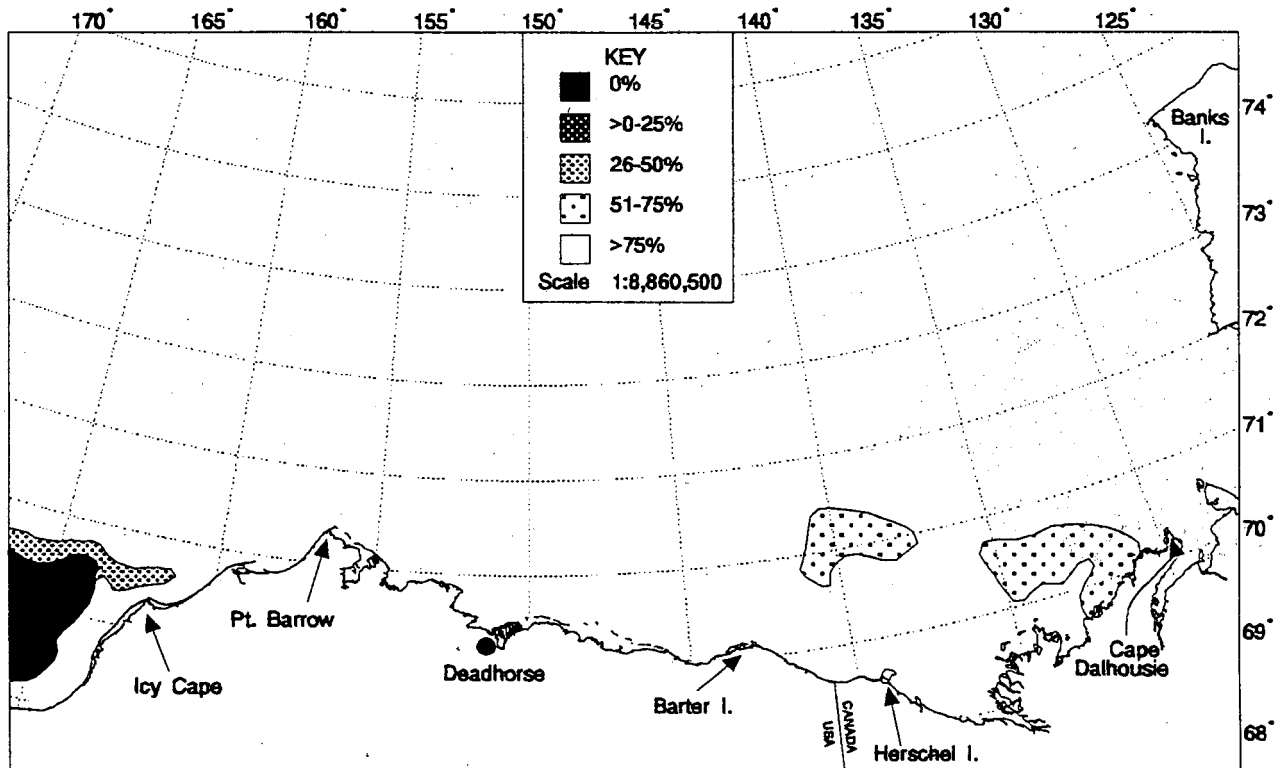 170° 165° 160° 155° 150° 145° 140° 135° 130° 125°
KEY
0%
>0-25%
26-50%
51-75%
>75%
Scale 1:8,860,500
Banks
I.
74°
73°
72°
71°
70°
69°
68°
Pt. Barrow
Icy Cape
Deadhorse
Barter I.
CANADA
USA
Herschel I.
Cape
Dalhousie